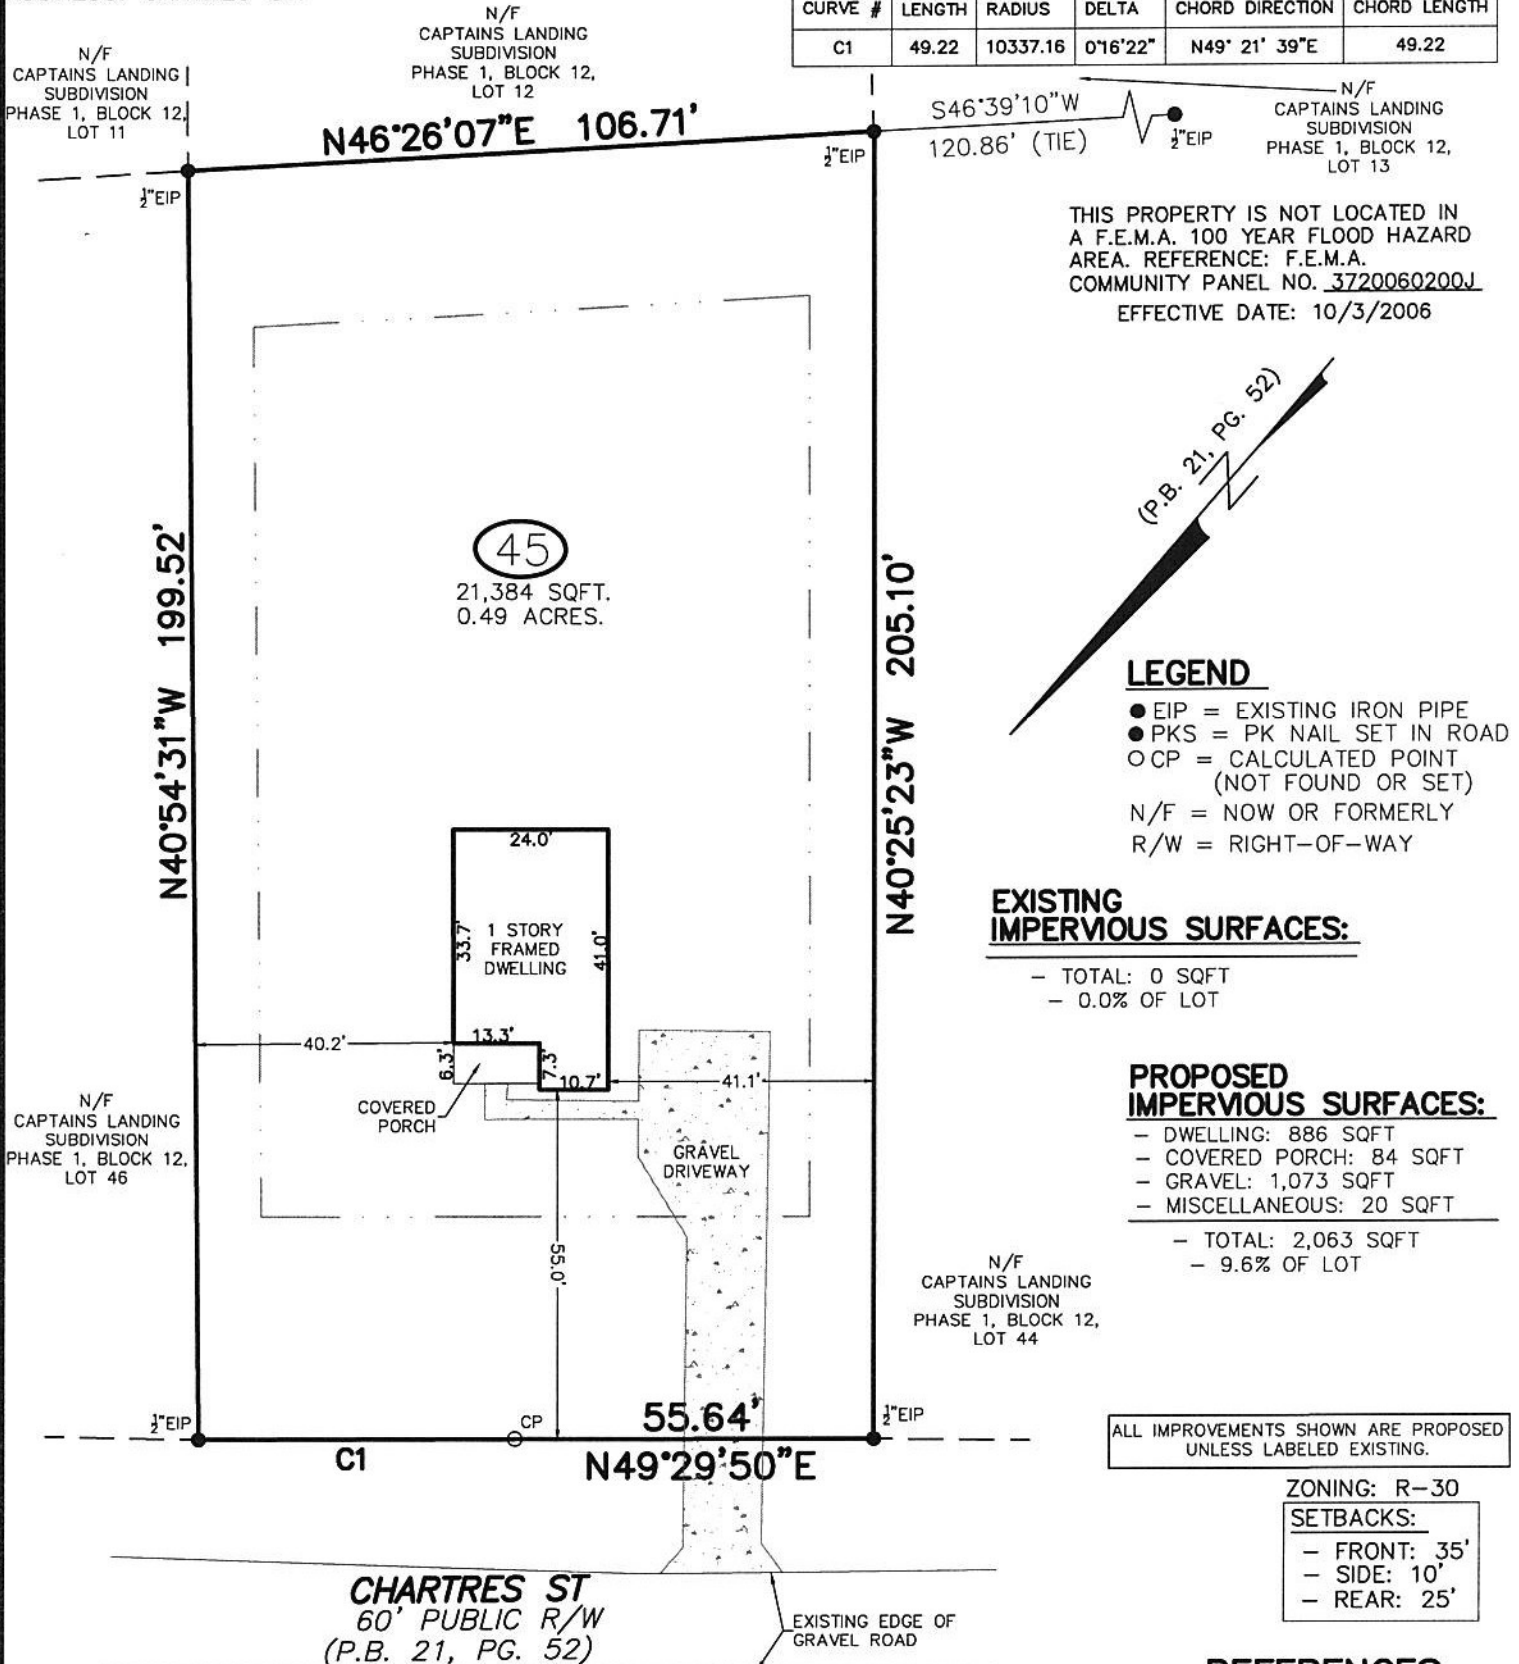 CURVE # LENGTH RADIUS DELTA CHORD DIRECTION CHORD LENGTH
C1 49.22 10337.16 0°16'22" N49° 21' 39"E 49.22
N/F
CAPTAINS LANDING
SUBDIVISION
PHASE 1, BLOCK 12,
LOT 11
N/F
CAPTAINS LANDING
SUBDIVISION
PHASE 1, BLOCK 12,
LOT 12
N/F
CAPTAINS LANDING
SUBDIVISION
PHASE 1, BLOCK 12,
LOT 13
N46°26'07"E 106.71'
S46°39'10"W
120.86' (TIE)
½"EIP
½"EIP
½"EIP
THIS PROPERTY IS NOT LOCATED IN
A F.E.M.A. 100 YEAR FLOOD HAZARD
AREA. REFERENCE: F.E.M.A.
COMMUNITY PANEL NO. 3720060200J
EFFECTIVE DATE: 10/3/2006
(P.B. 21, PG. 52)
N
45
21,384 SQFT.
0.49 ACRES.
N40°54'31"W 199.52'
N40°25'23"W 205.10'
LEGEND
EIP = EXISTING IRON PIPE
PKS = PK NAIL SET IN ROAD
CP = CALCULATED POINT
(NOT FOUND OR SET)
N/F = NOW OR FORMERLY
R/W = RIGHT-OF-WAY
24.0'
33.7'
1 STORY
FRAMED
DWELLING
41.0'
13.3'
40.2'
6.3'
7.3'
10.7'
41.1'
COVERED
PORCH
GRAVEL
DRIVEWAY
55.0'
EXISTING
IMPERVIOUS SURFACES:
- TOTAL: 0 SQFT
- 0.0% OF LOT
PROPOSED
IMPERVIOUS SURFACES:
- DWELLING: 886 SQFT
- COVERED PORCH: 84 SQFT
- GRAVEL: 1,073 SQFT
- MISCELLANEOUS: 20 SQFT
- TOTAL: 2,063 SQFT
- 9.6% OF LOT
N/F
CAPTAINS LANDING
SUBDIVISION
PHASE 1, BLOCK 12,
LOT 46
N/F
CAPTAINS LANDING
SUBDIVISION
PHASE 1, BLOCK 12,
LOT 44
½"EIP
CP
55.64'
½"EIP
C1
N49°29'50"E
ALL IMPROVEMENTS SHOWN ARE PROPOSED
UNLESS LABELED EXISTING.
ZONING: R-30
SETBACKS:
- FRONT: 35'
- SIDE: 10'
- REAR: 25'
CHARTRES ST
60' PUBLIC R/W
(P.B. 21, PG. 52)
EXISTING EDGE OF
GRAVEL ROAD